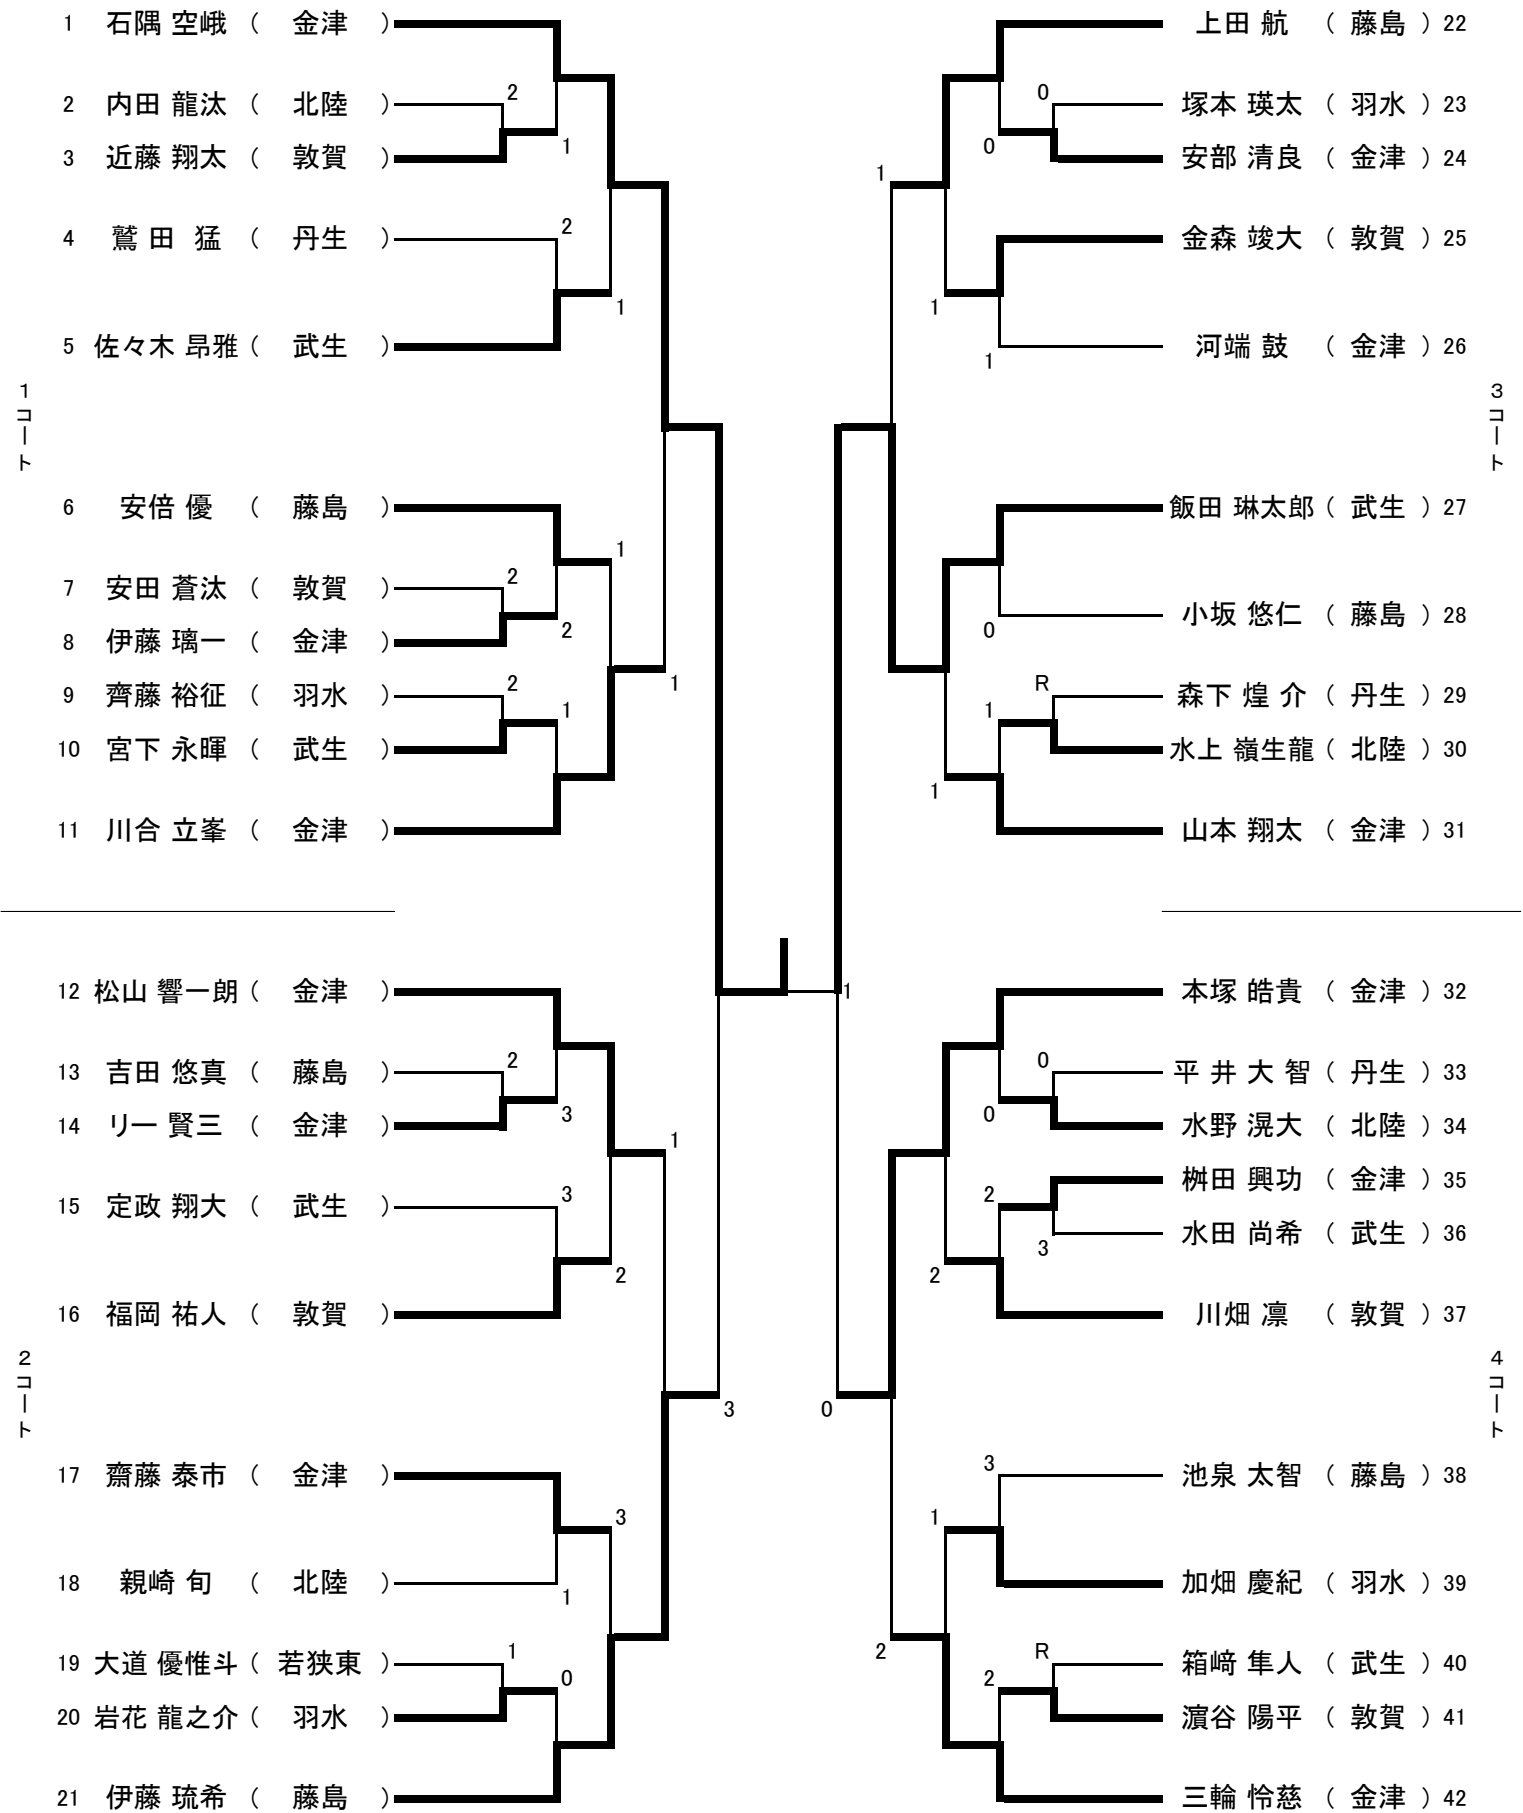 1 石隅 空峨 ( 金津 )
2 内田 龍汰 ( 北陸 )
2
3 近藤 翔太 ( 敦賀 )
1
4 鷲 田 猛 ( 丹生 )
2
1
5 佐々木 昂雅 ( 武生 )
1コート
6 安倍 優 ( 藤島 )
1
7 安田 蒼汰 ( 敦賀 )
2
8 伊藤 璃一 ( 金津 )
2
9 齊藤 裕征 ( 羽水 )
2
1
1
10 宮下 永暉 ( 武生 )
11 川合 立峯 ( 金津 )
12 松山 響一朗 ( 金津 )
13 吉田 悠真 ( 藤島 )
2
14 リー 賢三 ( 金津 )
3
1
15 定政 翔大 ( 武生 )
3
2
16 福岡 祐人 ( 敦賀 )
2コート
3
17 齋藤 泰市 ( 金津 )
3
18 親崎 旬 ( 北陸 )
1
19 大道 優惟斗 ( 若狭東 )
1
0
20 岩花 龍之介 ( 羽水 )
21 伊藤 琉希 ( 藤島 )
上田 航 ( 藤島 ) 22
0
塚本 瑛太 ( 羽水 ) 23
0
安部 清良 ( 金津 ) 24
1
金森 竣大 ( 敦賀 ) 25
1
河端 鼓 ( 金津 ) 26
1
3コート
飯田 琳太郎 ( 武生 ) 27
小坂 悠仁 ( 藤島 ) 28
0
R
森下 煌 介 ( 丹生 ) 29
1
水上 嶺生龍 ( 北陸 ) 30
1
山本 翔太 ( 金津 ) 31
1
本塚 皓貴 ( 金津 ) 32
0
平 井 大 智 ( 丹生 ) 33
0
水野 滉大 ( 北陸 ) 34
桝田 興功 ( 金津 ) 35
2
水田 尚希 ( 武生 ) 36
3
2
川畑 凛 ( 敦賀 ) 37
4コート
0
3
池泉 太智 ( 藤島 ) 38
1
加畑 慶紀 ( 羽水 ) 39
2
R
箱﨑 隼人 ( 武生 ) 40
2
濵谷 陽平 ( 敦賀 ) 41
三輪 怜慈 ( 金津 ) 42